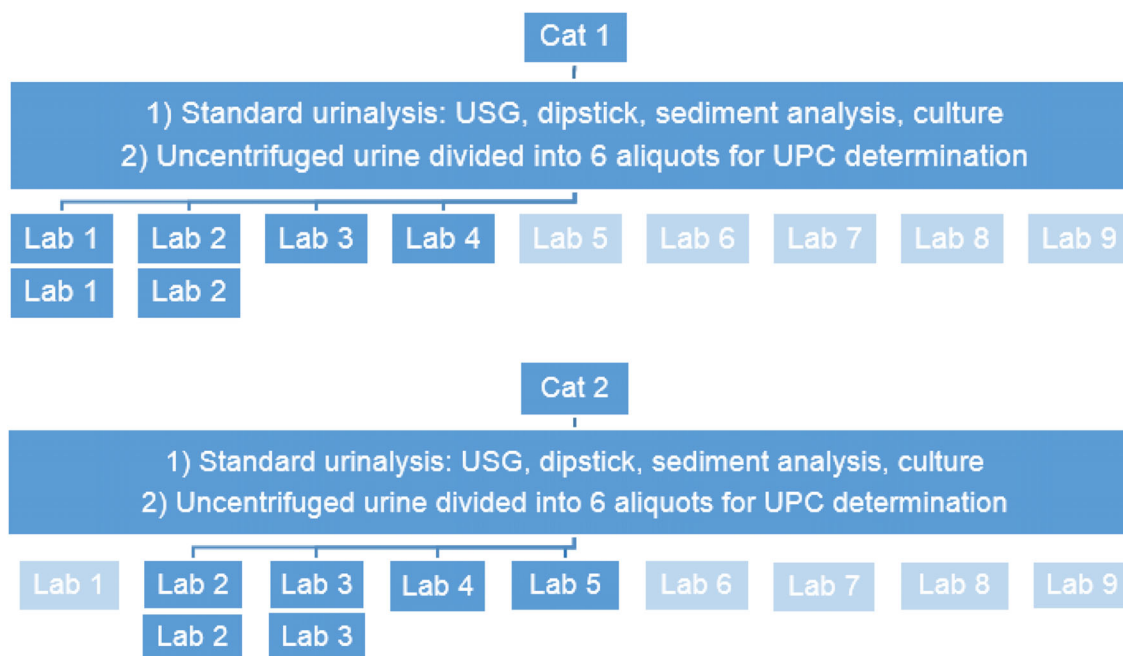 Cat 1
1) Standard urinalysis: USG, dipstick, sediment analysis, culture
2) Uncentrifuged urine divided into 6 aliquots for UPC determination
Lab 1 Lab 2 Lab 3 Lab 4 Lab 5 Lab 6 Lab 7 Lab 8 Lab 9
Lab 1 Lab 2
Cat 2
1) Standard urinalysis: USG, dipstick, sediment analysis, culture
2) Uncentrifuged urine divided into 6 aliquots for UPC determination
Lab 1 Lab 2 Lab 3 Lab 4 Lab 5 Lab 6 Lab 7 Lab 8 Lab 9
Lab 2 Lab 3